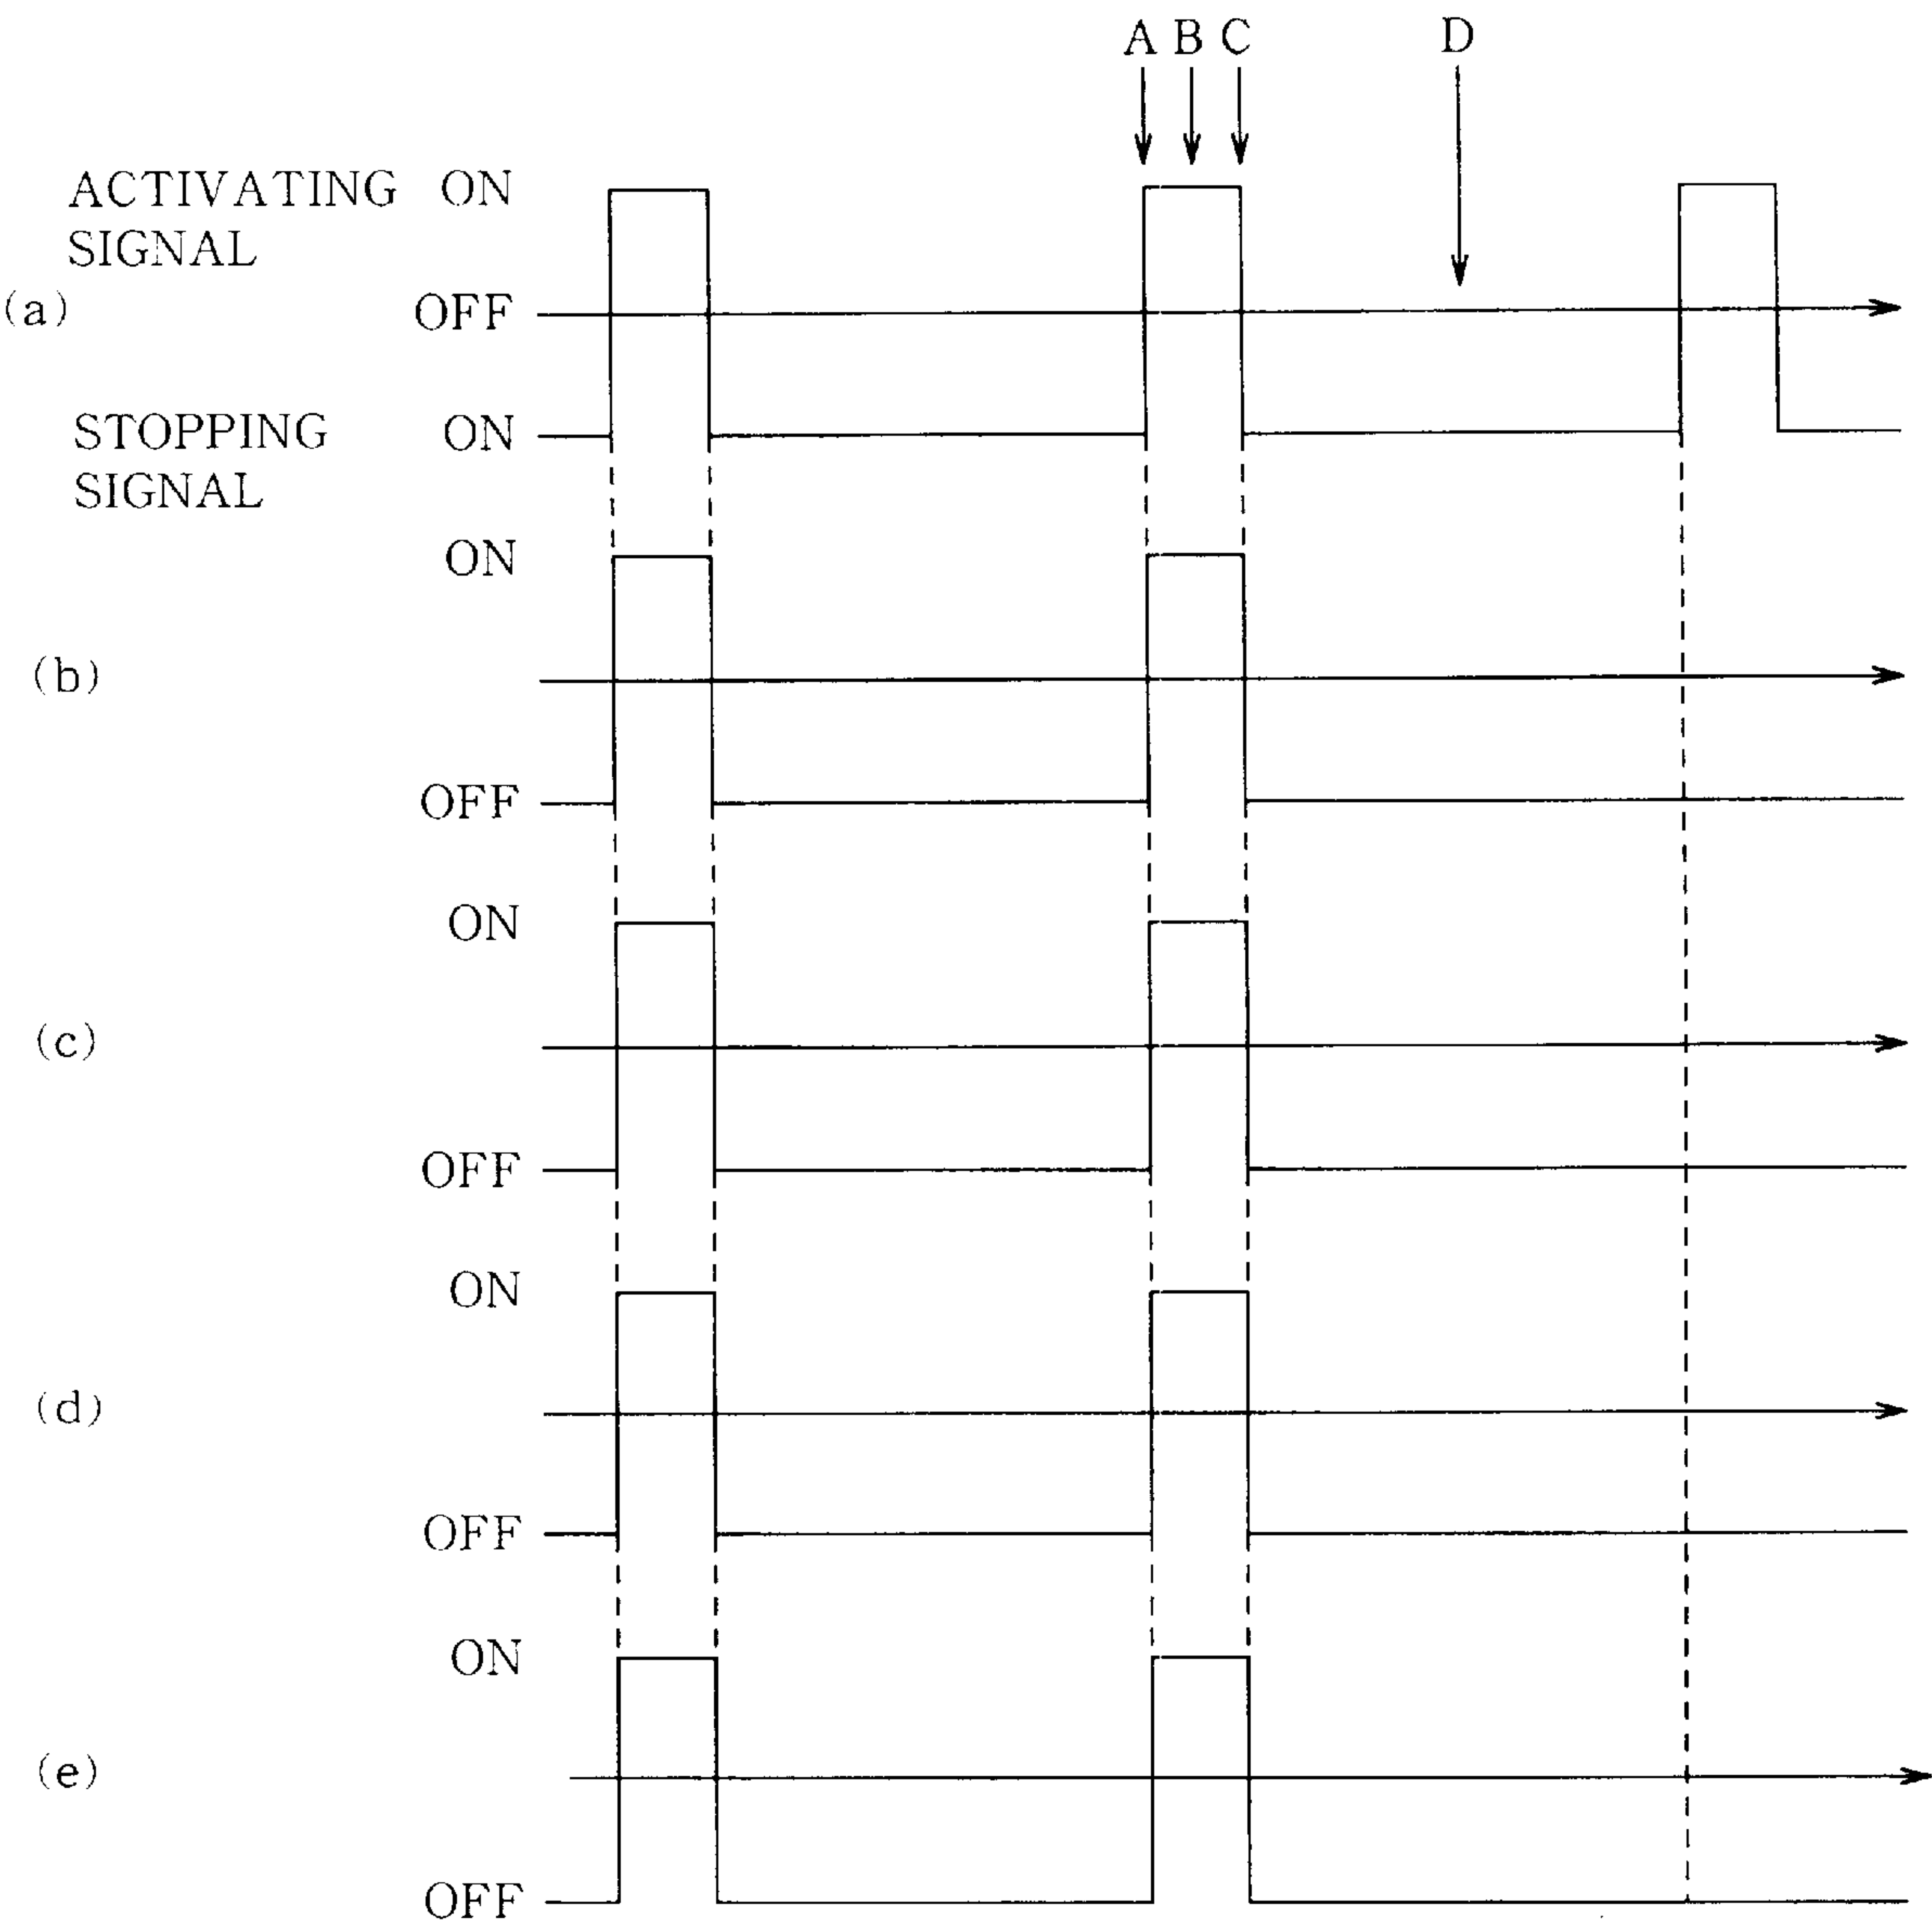 A B C D
ACTIVATING ON
SIGNAL
(a) OFF
STOPPING ON
SIGNAL
ON
(b)
OFF
ON
(c)
OFF
ON
(d)
OFF
ON
(e)
OFF